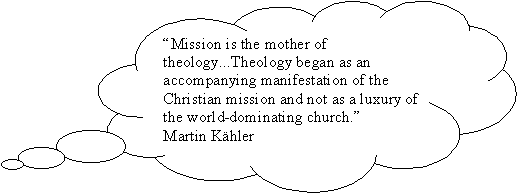 “Mission is the mother of
theology...Theology began as an
accompanying manifestation of the
Christian mission and not as a luxury of
the world-dominating church.”
Martin Kähler